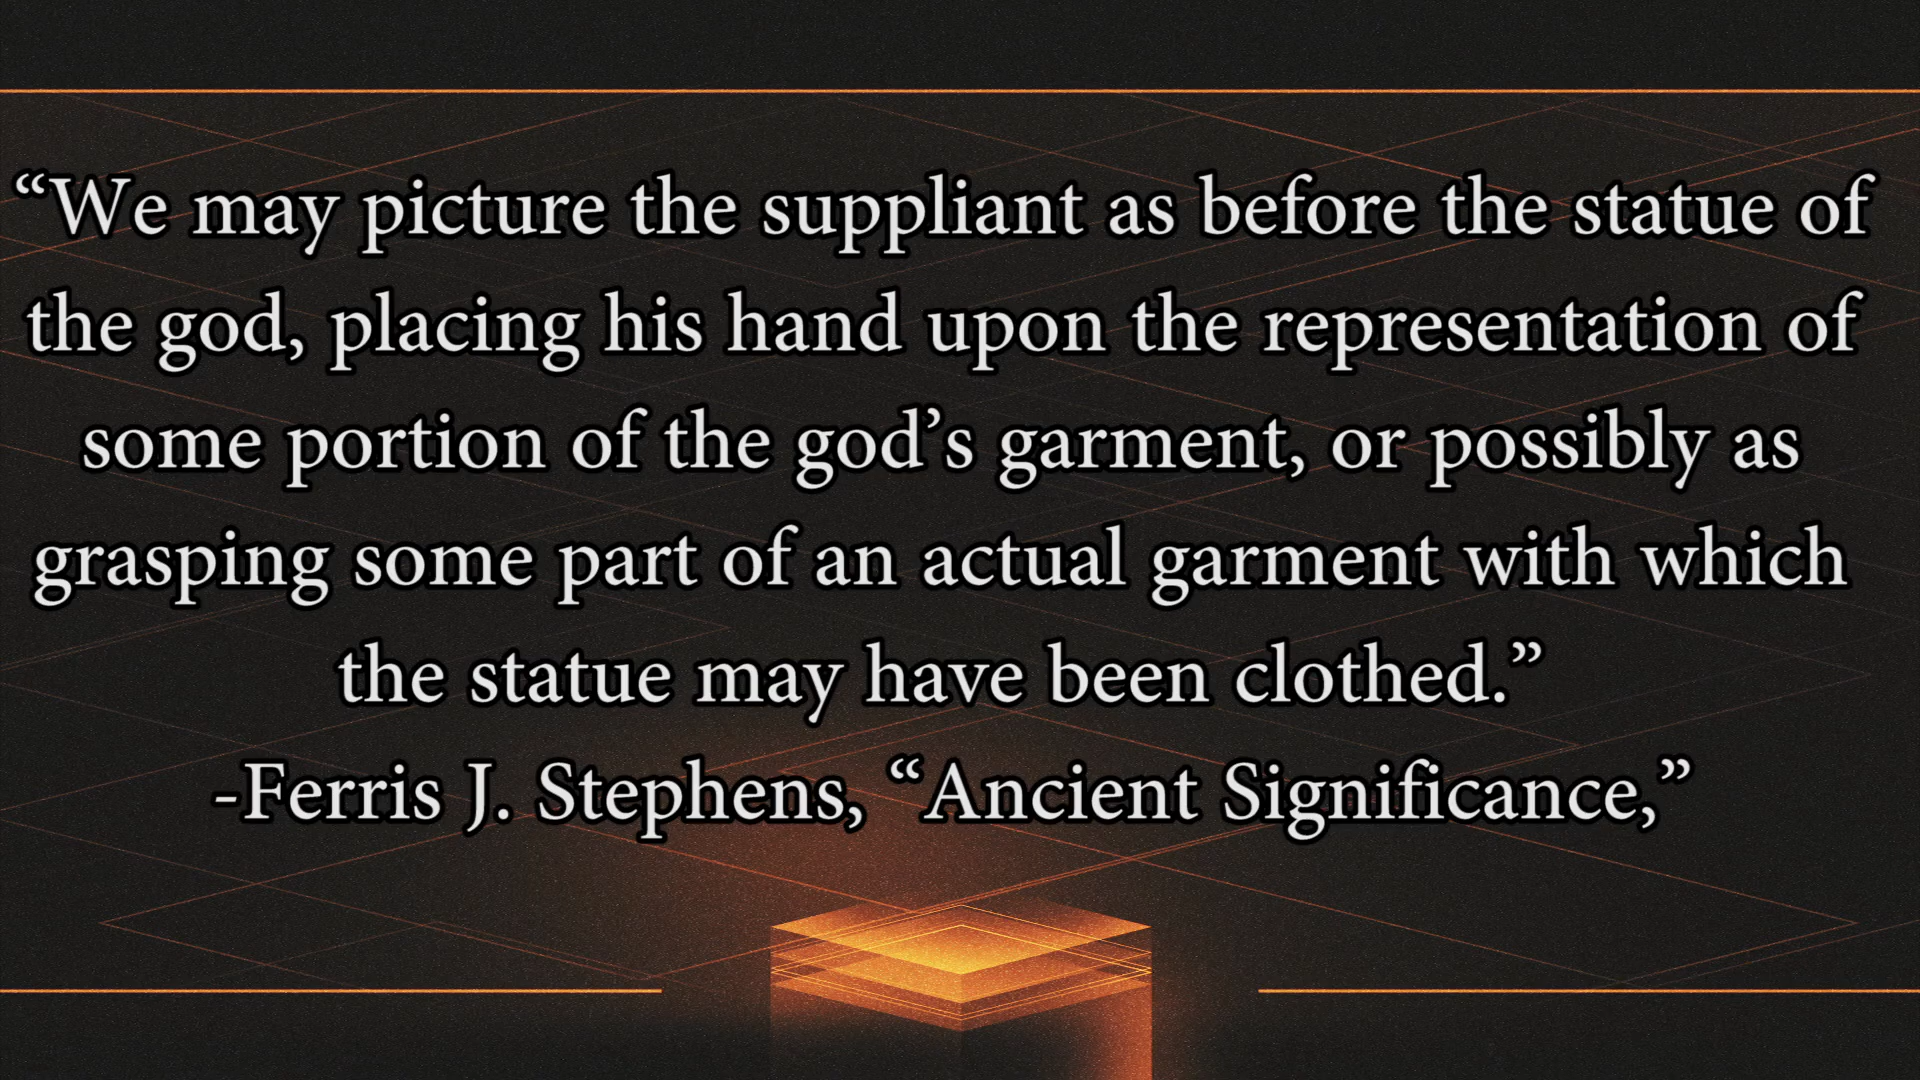 “We may picture the suppliant as before the statue of
the god, placing his hand upon the representation of
some portion of the god’s garment, or possibly as
grasping some part of an actual garment with which
the statue may have been clothed.”
-Ferris J. Stephens, “Ancient Significance,”